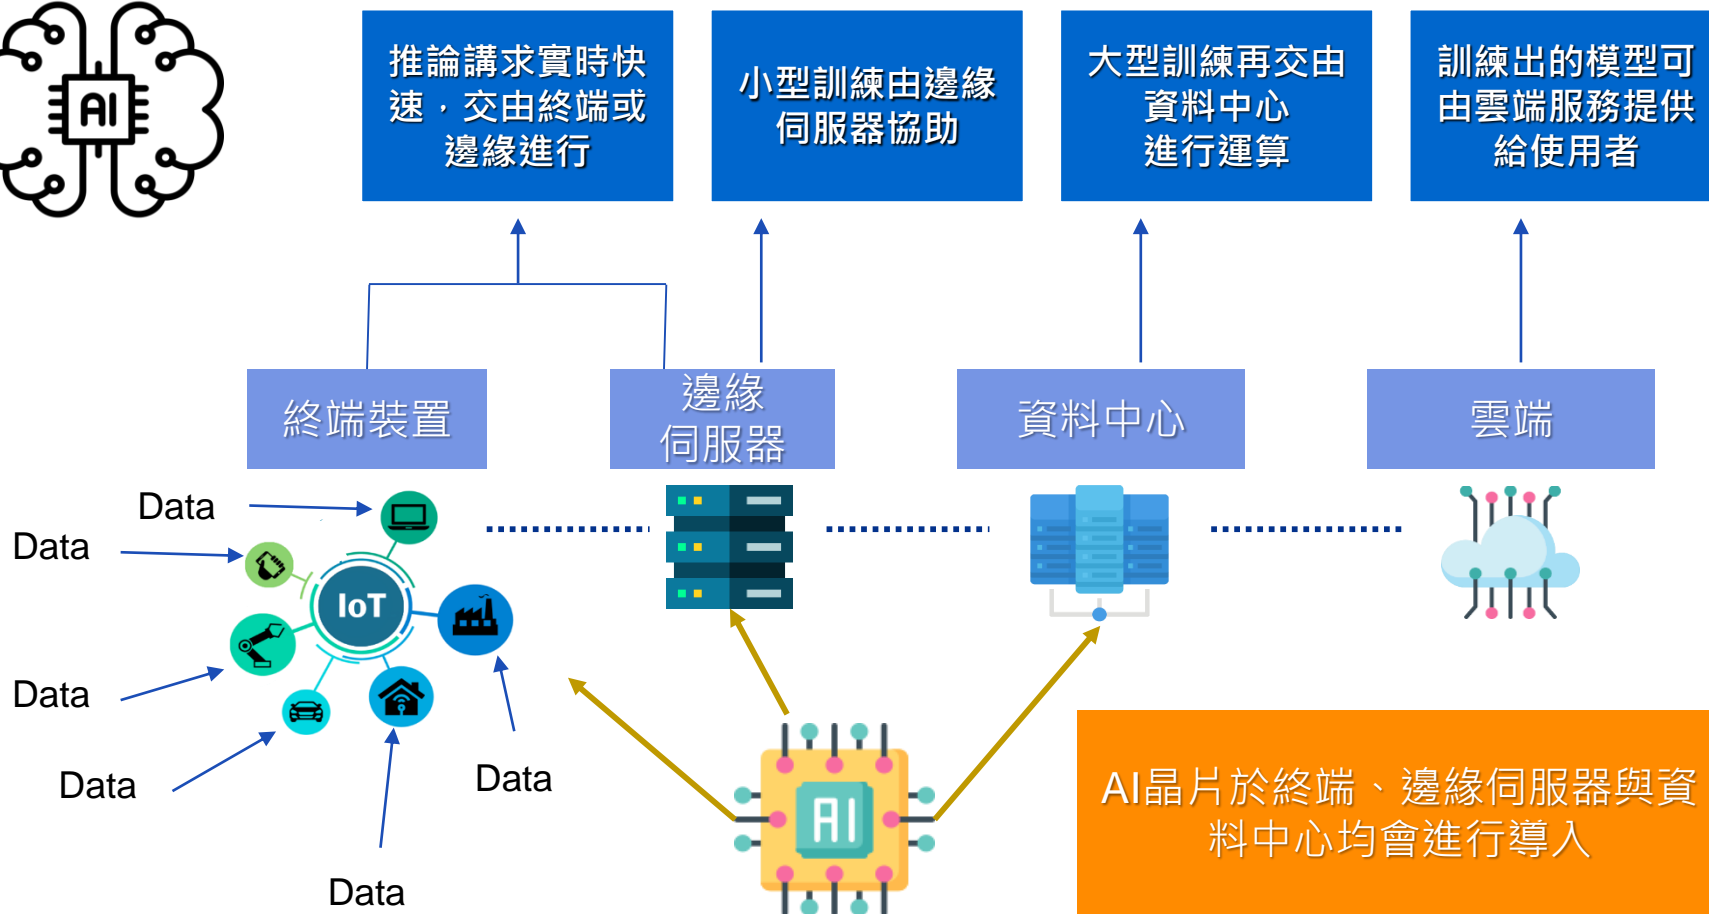 AI
推論講求實時快
速，交由終端或
邊緣進行
小型訓練由邊緣
伺服器協助
大型訓練再交由
資料中心
進行運算
訓練出的模型可
由雲端服務提供
給使用者
終端裝置
邊緣
伺服器
資料中心
雲端
Data
Data
IoT
Data
Data
Data
Data
AI
AI晶片於終端、邊緣伺服器與資
料中心均會進行導入